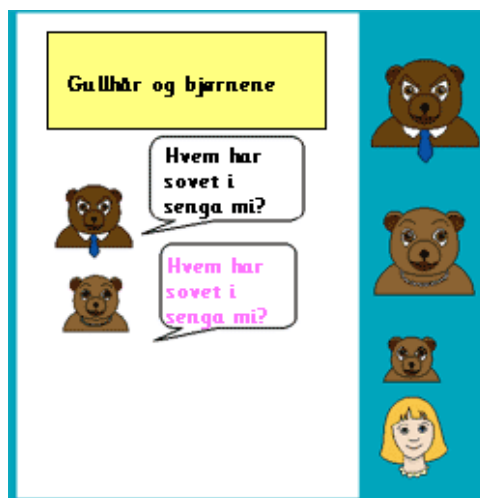 Gullhår og bjørnene
Hvem har
sovet i
senga mi?
Hvem har
sovet i
senga mi?